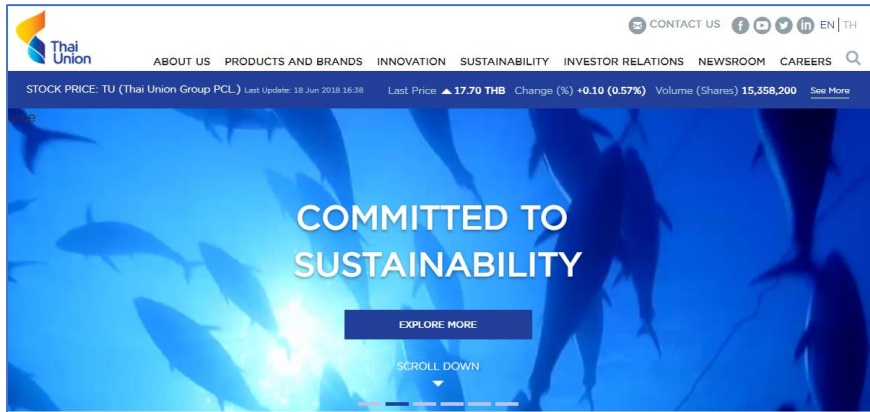 CONTACT US
EN | TH
Thai
Union
ABOUT US PRODUCTS AND BRANDS INNOVATION SUSTAINABILITY INVESTOR RELATIONS NEWSROOM CAREERS
STOCK PRICE: TU (Thai Union Group PCL.) Last Update: 18 Jun 2018 16:38 Last Price ▲ 17.70 THB Change (%) +0.10 (0.57%) Volume (Shares) 15,358,200 See More
COMMITTED TO
SUSTAINABILITY
EXPLORE MORE
SCROLL DOWN